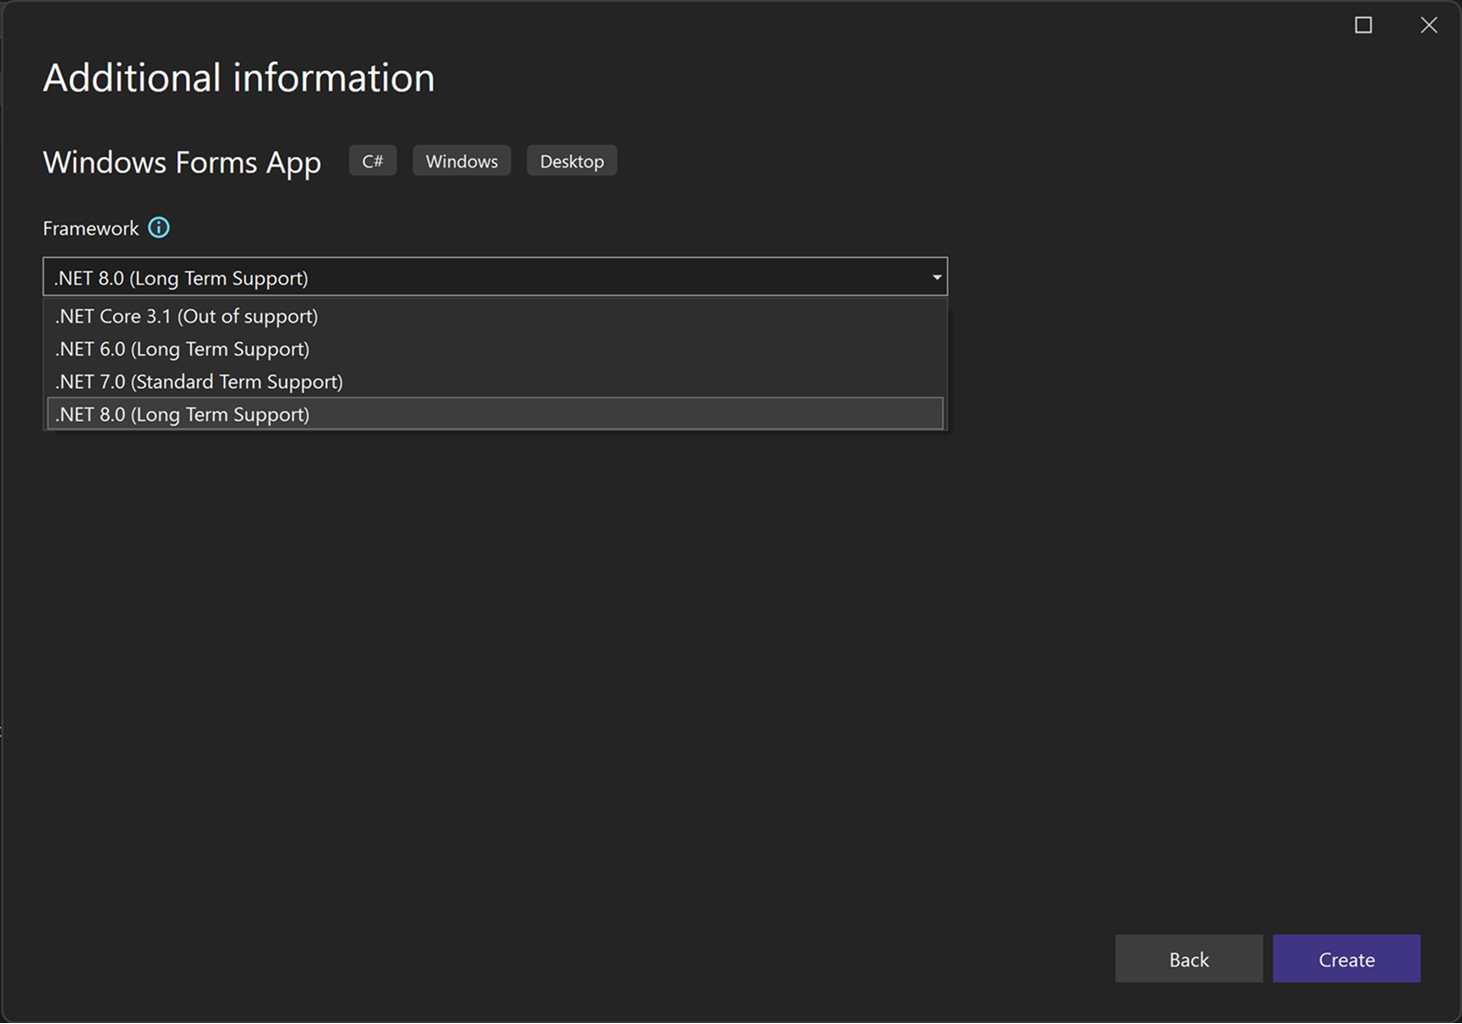 Additional information
Windows Forms App C# Windows Desktop
Framework
.NET 8.0 (Long Term Support)
.NET Core 3.1 (Out of support)
.NET 6.0 (Long Term Support)
.NET 7.0 (Standard Term Support)
.NET 8.0 (Long Term Support)
Back Create